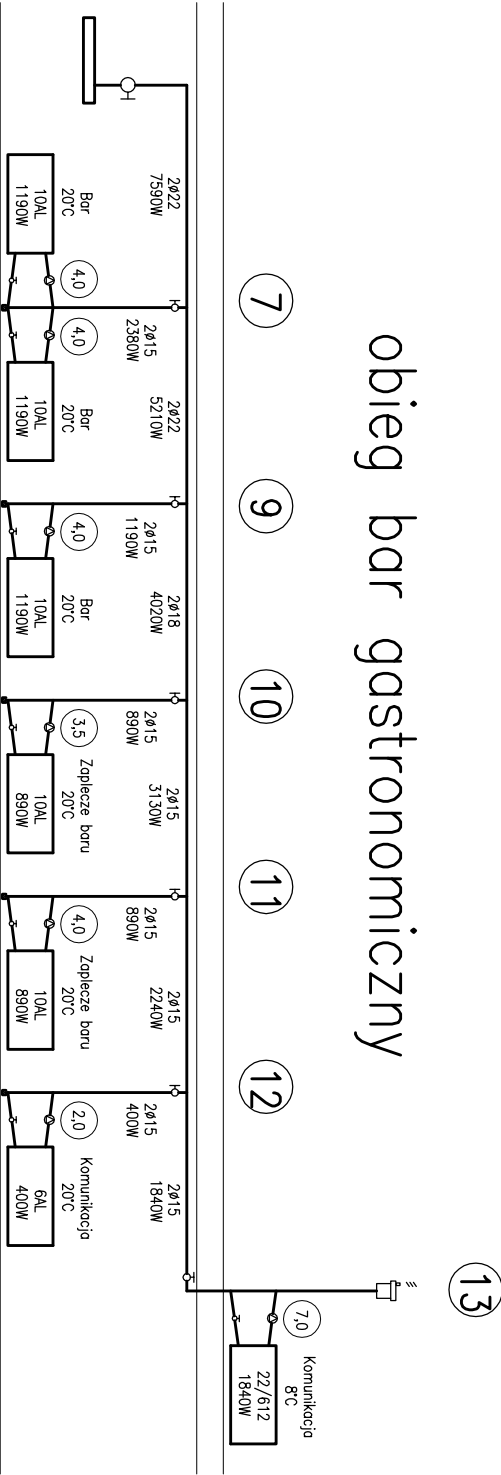 obieg bar gastronomiczny
7
9
10
11
12
13
2ø22
7590W
2ø22
5210W
2ø18
4020W
2ø15
3130W
2ø15
2240W
2ø15
1840W
2ø15
2380W
2ø15
1190W
2ø15
890W
2ø15
890W
2ø15
400W
Bar
20°C
4,0
10AL
1190W
Bar
20°C
4,0
10AL
1190W
Bar
20°C
4,0
10AL
1190W
Zaplecze baru
20°C
3,5
10AL
890W
Zaplecze baru
20°C
4,0
10AL
890W
Komunikacja
20°C
2,0
6AL
400W
Komunikacja
8°C
7,0
22/612
1840W